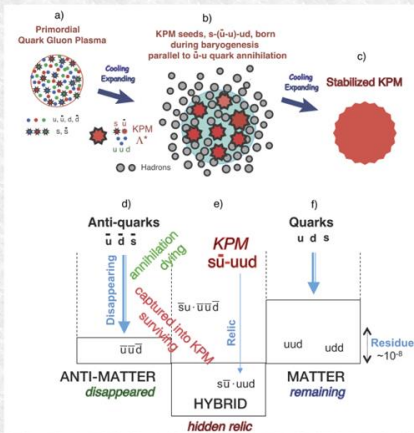 a)
Primordial
Quark Gluon Plasma
b)
KPM seeds, s-(ū-u)-ud, born
during baryogenesis
parallel to ū-u quark annihilation
c)
Stabilized KPM
Cooling
Expanding
Cooling
Expanding
u, ū, d, d̄
s, s̄
s ū
u u d
KPM
Λ*
Hadrons
d)
Anti-quarks
ū d̄ s̄
e)
KPM
sū-uud
f)
Quarks
u d s
Disappearing
annihilation
dying
captured into KPM
surviving
s̄u · ūūd̄
Relic
ūūd̄
sū · uud
uud
udd
Residue
~10⁻⁸
ANTI-MATTER
disappeared
HYBRID
hidden relic
MATTER
remaining